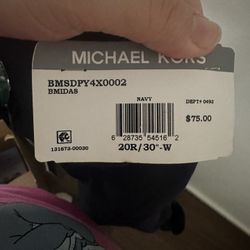 MICHAEL KORS
BMSDPY4X0002
BMIDAS
NAVY
DEPT# 0492
$75.00
6 28735 54516 2
131673-00030
20R/30"-W